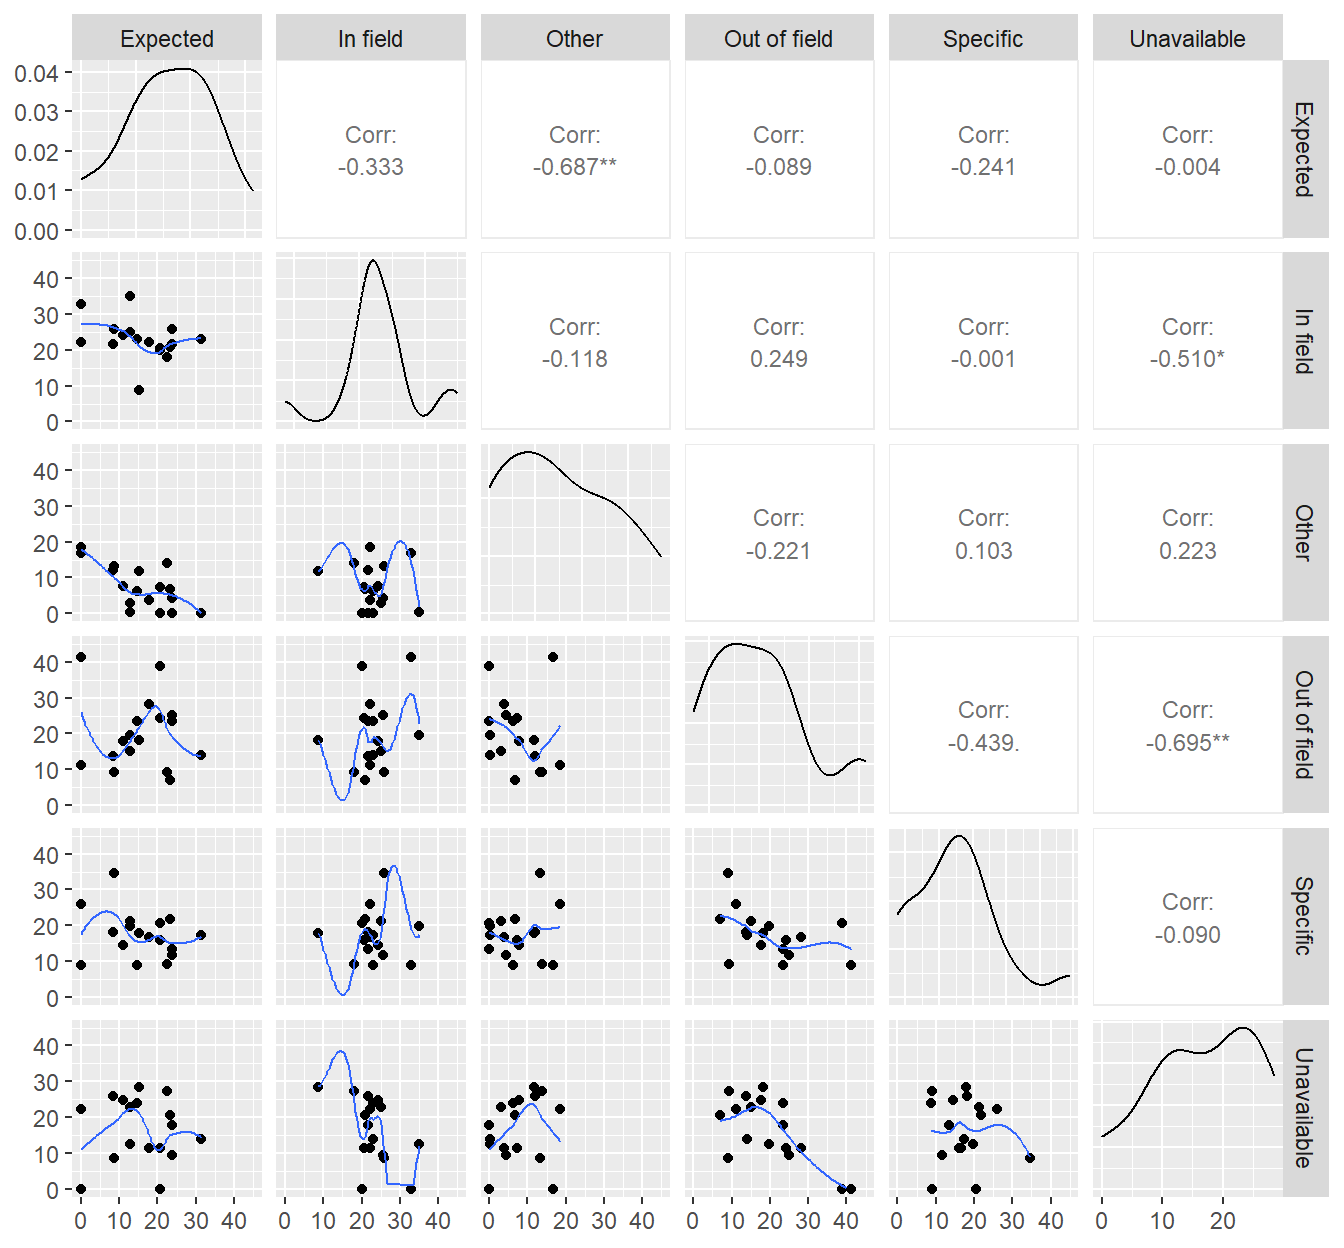 Expected In field Other Out of field Specific Unavailable
0.04
0.03
0.02
0.01
0.00
Corr:
-0.333
Corr:
-0.687**
Corr:
-0.089
Corr:
-0.241
Corr:
-0.004
Expected
40
30
20
10
0
Corr:
-0.118
Corr:
0.249
Corr:
-0.001
Corr:
-0.510*
In field
40
30
20
10
0
Corr:
-0.221
Corr:
0.103
Corr:
0.223
Other
40
30
20
10
0
Corr:
-0.439.
Corr:
-0.695**
Out of field
40
30
20
10
0
Corr:
-0.090
Specific
40
30
20
10
0
Unavailable
0 10 20 30 40 0 10 20 30 40 0 10 20 30 40 0 10 20 30 40 0 10 20 30 40 0 10 20